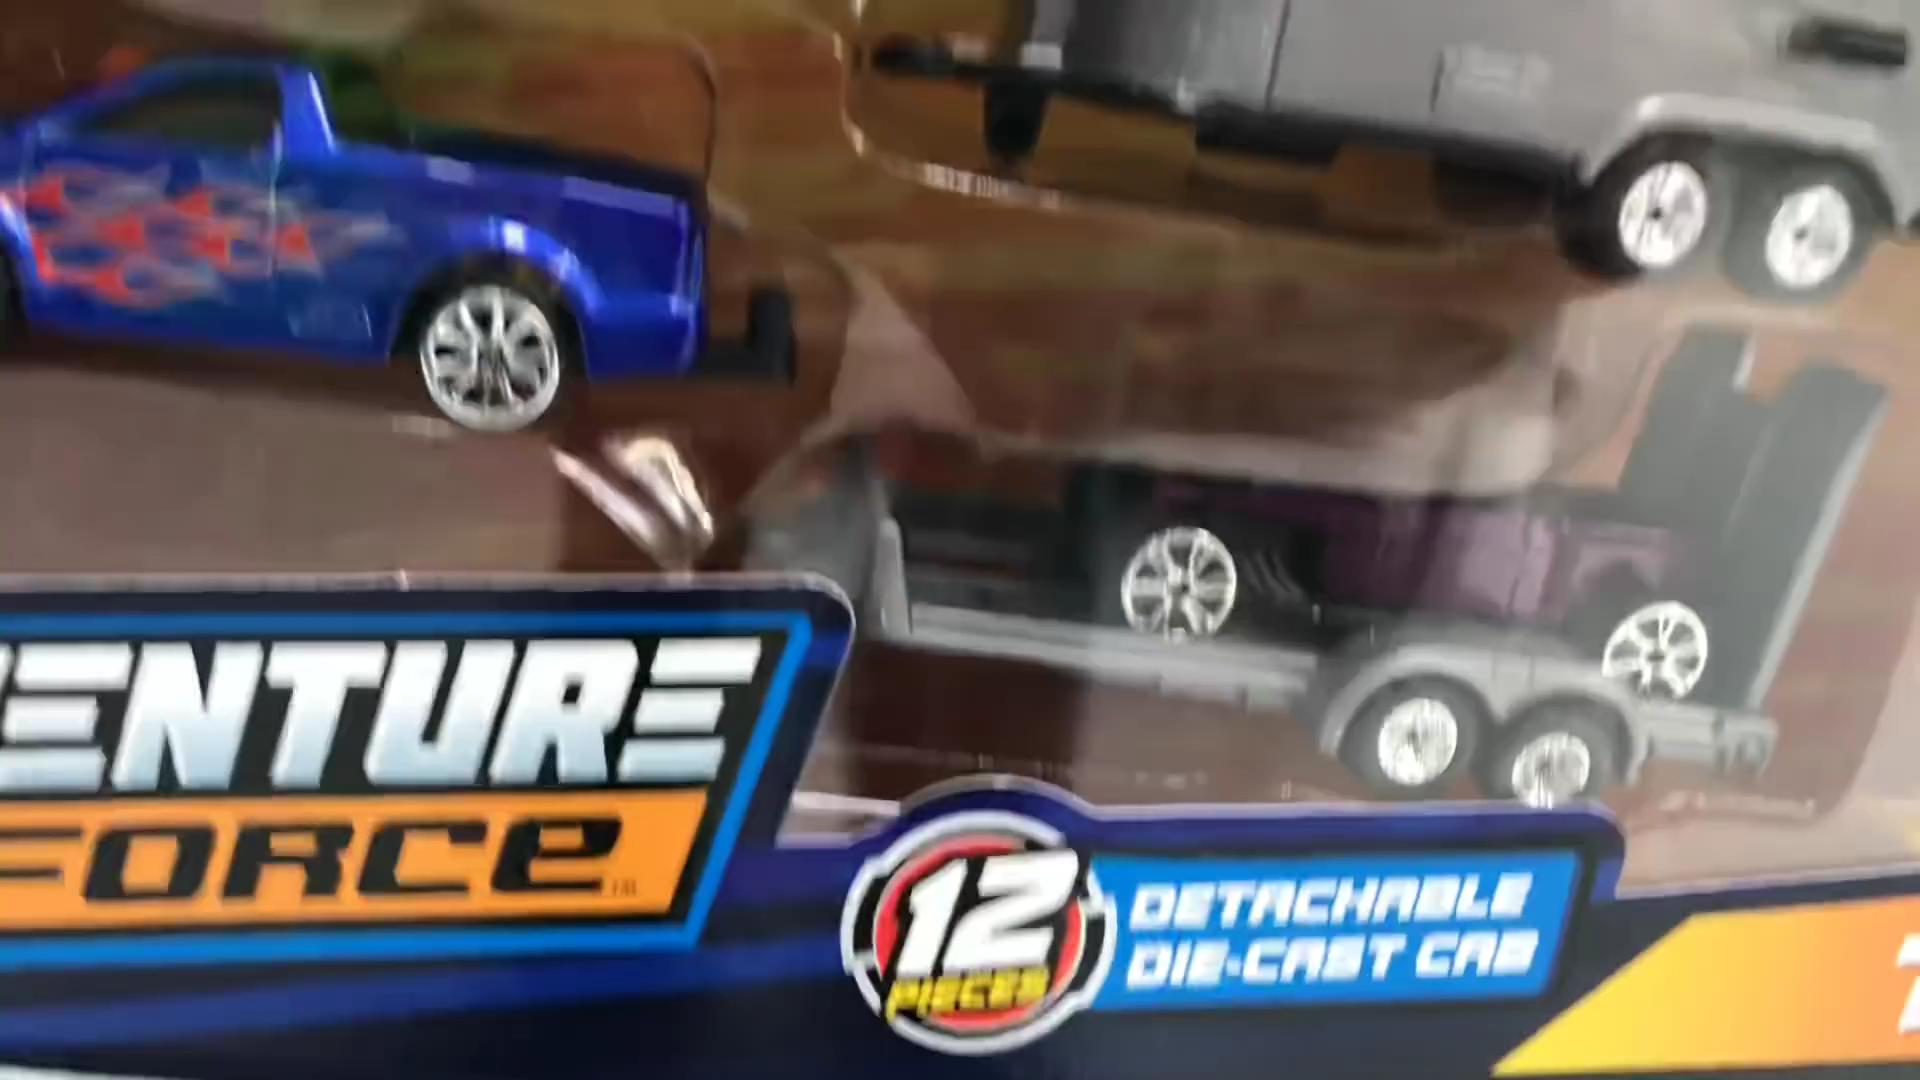 ENTURE
FORCE
12
PIECES
DETACHABLE
DIE-CAST CAB